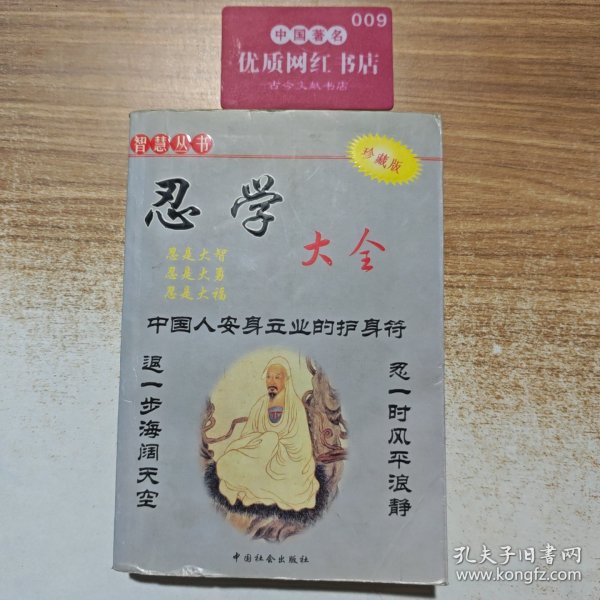 009
中国著名
优质网红书店
古今文献书店
智慧丛书
珍藏版
忍学
大全
忍是大智
忍是大勇
忍是大福
中国人安身立业的护身符
忍一时风平浪静
退一步海阔天空
中国社会出版社
孔夫子旧书网
www.kongfz.com